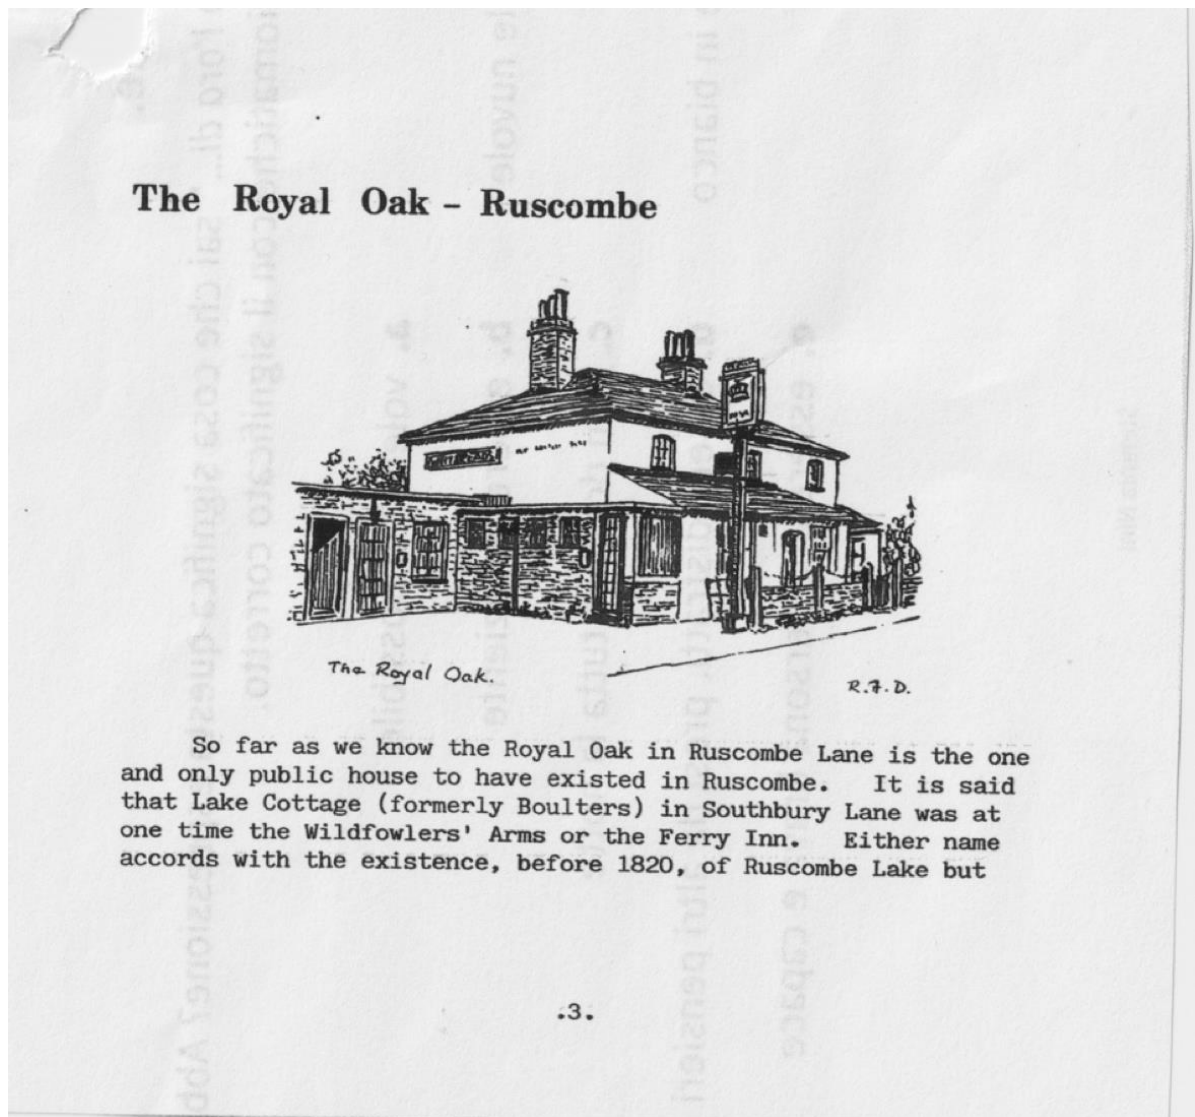 The Royal Oak – Ruscombe
The Royal Oak.
R.F.D.
So far as we know the Royal Oak in Ruscombe Lane is the one
and only public house to have existed in Ruscombe. It is said
that Lake Cottage (formerly Boulters) in Southbury Lane was at
one time the Wildfowlers' Arms or the Ferry Inn. Either name
accords with the existence, before 1820, of Ruscombe Lake but
.3.